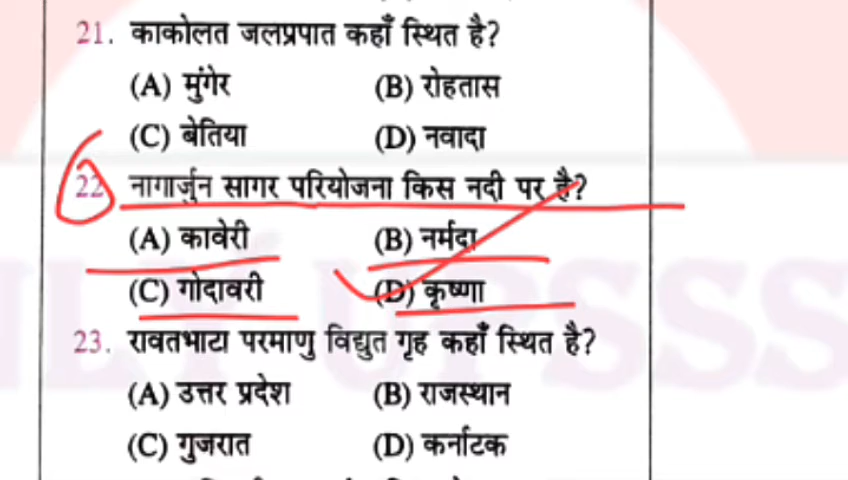 21. काकोलत जलप्रपात कहाँ स्थित है?
(A) मुंगेर (B) रोहतास
(C) बेतिया (D) नवादा
22 नागार्जुन सागर परियोजना किस नदी पर है?
(A) कावेरी (B) नर्मदा
(C) गोदावरी (D) कृष्णा
23. रावतभाटा परमाणु विद्युत गृह कहाँ स्थित है?
(A) उत्तर प्रदेश (B) राजस्थान
(C) गुजरात (D) कर्नाटक